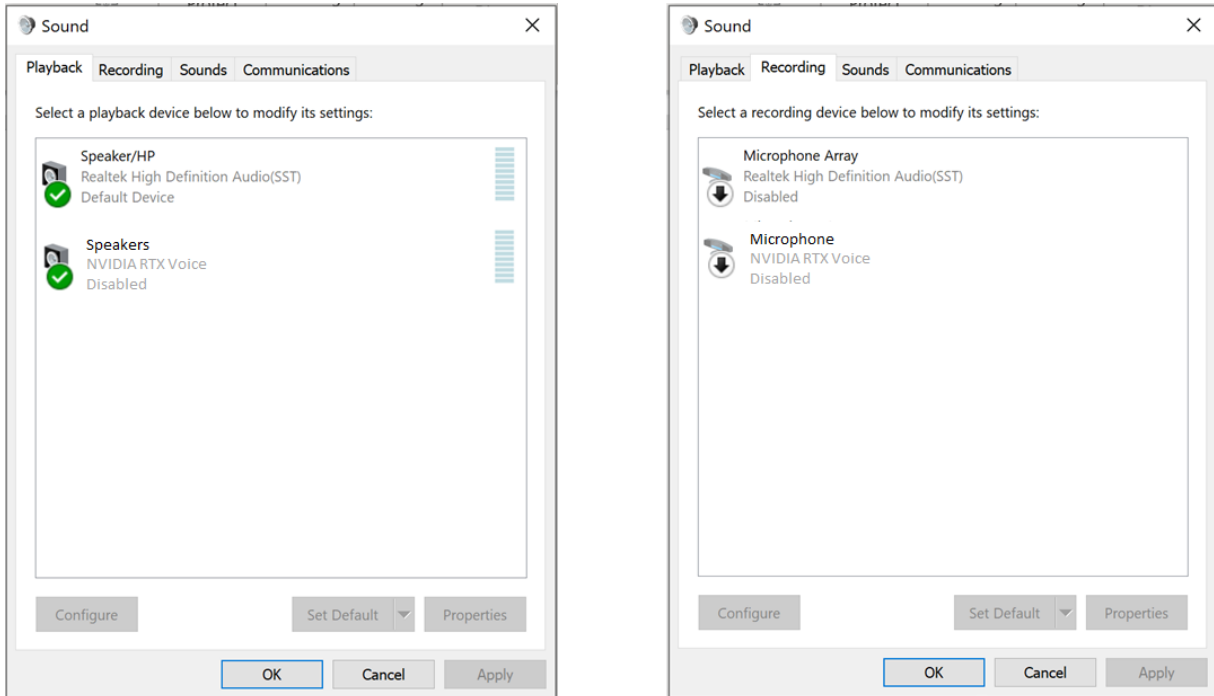 Sound
Playback Recording Sounds Communications
Select a playback device below to modify its settings:
Speaker/HP
Realtek High Definition Audio(SST)
Default Device
Speakers
NVIDIA RTX Voice
Disabled
Configure Set Default Properties
OK Cancel Apply
Sound
Playback Recording Sounds Communications
Select a recording device below to modify its settings:
Microphone Array
Realtek High Definition Audio(SST)
Disabled
Microphone
NVIDIA RTX Voice
Disabled
Configure Set Default Properties
OK Cancel Apply